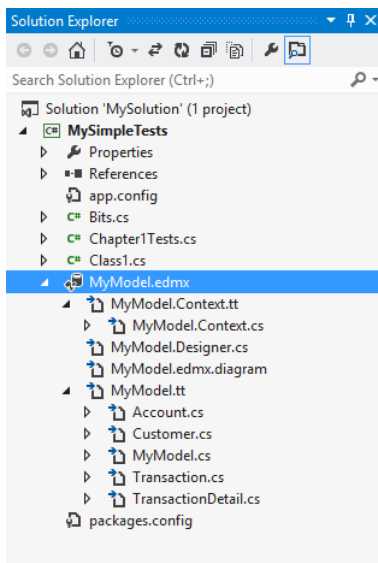 Solution Explorer
Search Solution Explorer (Ctrl+;)
Solution 'MySolution' (1 project)
C# MySimpleTests
Properties
References
app.config
C# Bits.cs
C# Chapter1Tests.cs
C# Class1.cs
MyModel.edmx
MyModel.Context.tt
MyModel.Context.cs
MyModel.Designer.cs
MyModel.edmx.diagram
MyModel.tt
Account.cs
Customer.cs
MyModel.cs
Transaction.cs
TransactionDetail.cs
packages.config